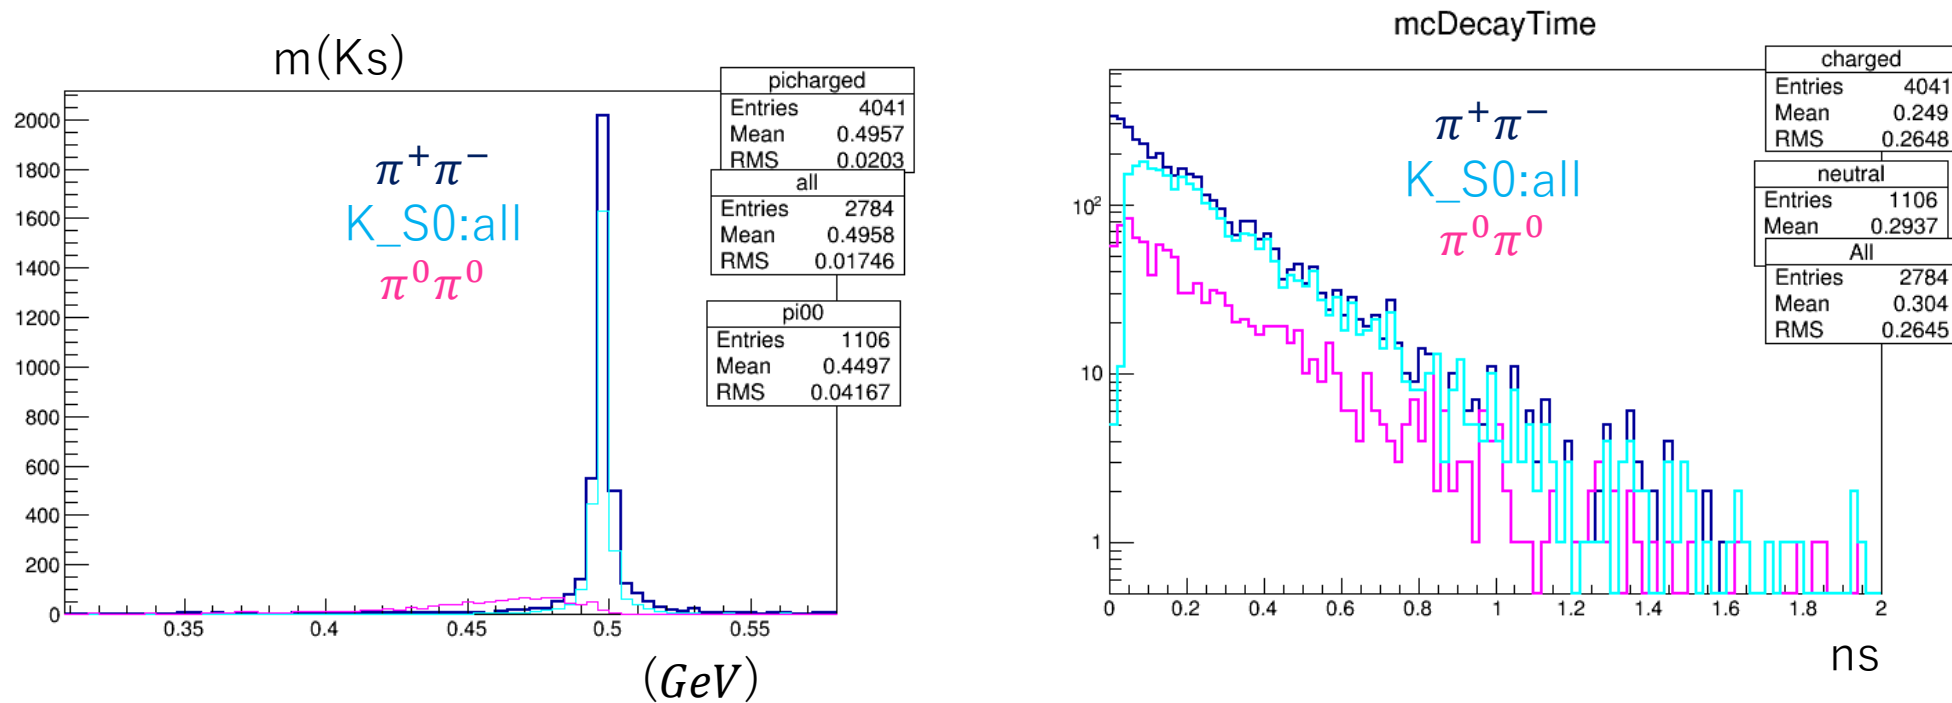 m(Ks)
2000
1800
1600
1400
1200
1000
800
600
400
200
0
0.35
0.4
0.45
0.5
0.55
(GeV)
π⁺π⁻
K_S0:all
π⁰π⁰
picharged
Entries 4041
Mean 0.4957
RMS 0.0203
all
Entries 2784
Mean 0.4958
RMS 0.01746
pi00
Entries 1106
Mean 0.4497
RMS 0.04167
mcDecayTime
10²
10
1
0
0.2
0.4
0.6
0.8
1
1.2
1.4
1.6
1.8
2
ns
π⁺π⁻
K_S0:all
π⁰π⁰
charged
Entries 4041
Mean 0.249
RMS 0.2648
neutral
Entries 1106
Mean 0.2937
All
Entries 2784
Mean 0.304
RMS 0.2645